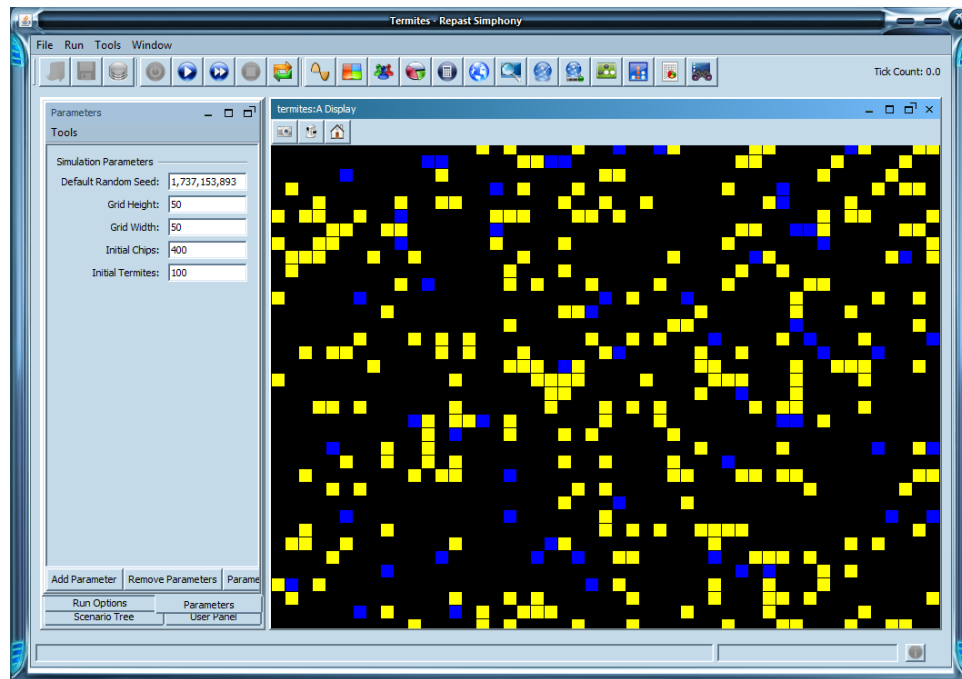 Termites - Repast Simphony
File Run Tools Window
Tick Count: 0.0
Parameters
Tools
Simulation Parameters
Default Random Seed: 1,737,153,893
Grid Height: 50
Grid Width: 50
Initial Chips: 400
Initial Termites: 100
Add Parameter Remove Parameters Parame
Run Options Parameters
Scenario Tree User Panel
termites:A Display